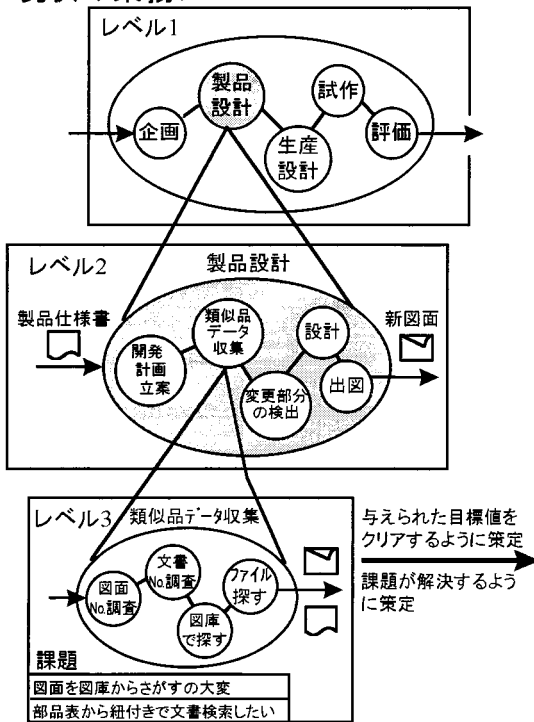 レベル1
製品
設計
試作
企画
生産
設計
評価
レベル2
製品設計
製品仕様書
類似品
データ
収集
設計
新図面
開発
計画
立案
変更部分
の検出
出図
レベル3
類似品データ収集
与えられた目標値を
クリアするように策定
文書
No.調査
ファイル
探す
図面
No.調査
図庫
で探す
課題が解決するよう
に策定
課題
図面を図庫からさがすの大変
部品表から紐付きで文書検索したい